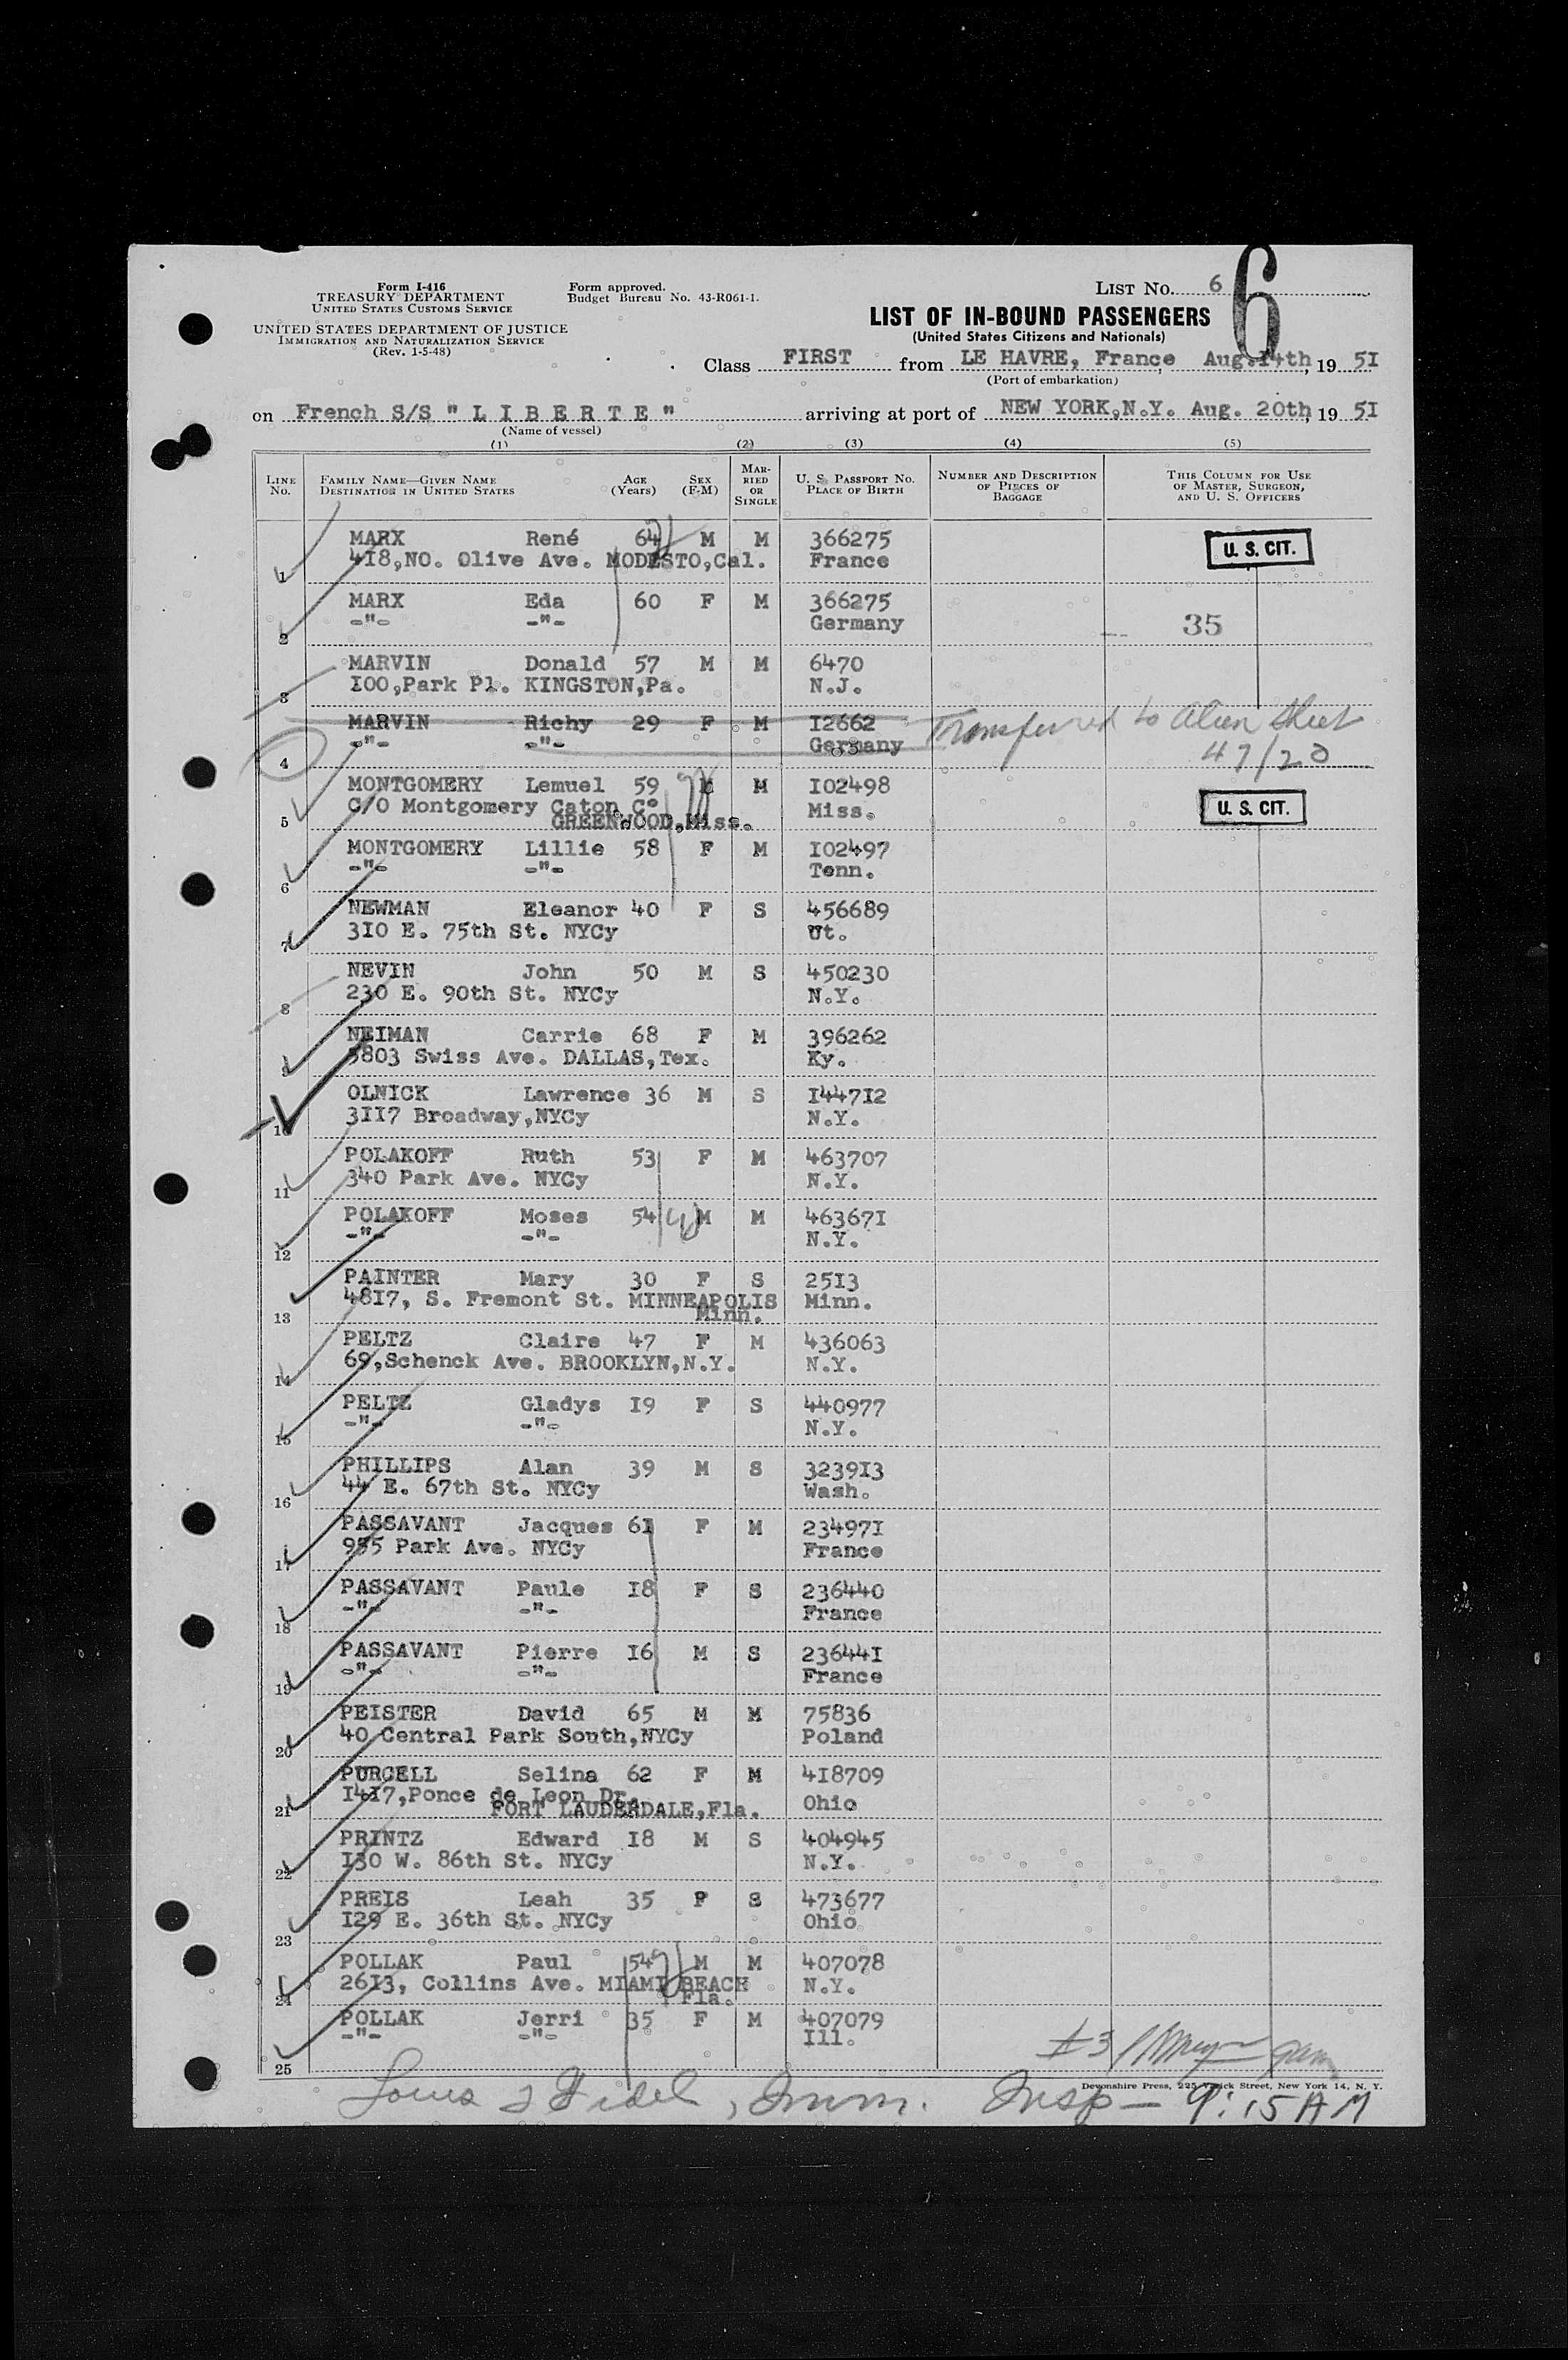 Form I-416
TREASURY DEPARTMENT
UNITED STATES CUSTOMS SERVICE
UNITED STATES DEPARTMENT OF JUSTICE
IMMIGRATION AND NATURALIZATION SERVICE
(Rev. 1-5-48)
Form approved.
Budget Bureau No. 43-R061-1.
LIST No. 6
6
LIST OF IN-BOUND PASSENGERS
(United States Citizens and Nationals)
Class FIRST from LE HAVRE, France Aug.14th, 19 51
(Port of embarkation)
on French S/S " L I B E R T E " arriving at port of NEW YORK,N.Y. Aug. 20th, 19 51
(Name of vessel)
(1) (2) (3) (4) (5)
LINE No. FAMILY NAME—GIVEN NAME DESTINATION IN UNITED STATES AGE (Years) SEX (F-M) MARRIED OR SINGLE U. S. PASSPORT No. PLACE OF BIRTH NUMBER AND DESCRIPTION OF PIECES OF BAGGAGE THIS COLUMN FOR USE OF MASTER, SURGEON, AND U. S. OFFICERS
MARX René 64 M M 366275 U. S. CIT.
1 418,NO. Olive Ave. MODESTO,Cal. France
MARX Eda 60 F M 366275
2 -"- -"- Germany 35
MARVIN Donald 57 M M 6470
3 100,Park Pl. KINGSTON,Pa. N.J.
MARVIN Richy 29 F M 12662 Transferred to Alien Sheet
4 -"- -"- Germany 47/20
MONTGOMERY Lemuel 59 M M 102498
5 C/O Montgomery Caton Co Miss. U. S. CIT.
GREENWOOD,Miss.
MONTGOMERY Lillie 58 F M 102497
6 -"- -"- Tenn.
NEWMAN Eleanor 40 F S 456689
7 310 E. 75th St. NYCy Ut.
NEVIN John 50 M S 450230
8 230 E. 90th St. NYCy N.Y.
NEIMAN Carrie 68 F M 396262
9 5803 Swiss Ave. DALLAS,Tex. Ky.
OLNICK Lawrence 36 M S 144712
10 3117 Broadway,NYCy N.Y.
POLAKOFF Ruth 53 F M 463707
11 340 Park Ave. NYCy N.Y.
POLAKOFF Moses 54 M M 463671
12 -"- -"- N.Y.
PAINTER Mary 30 F S 2513
13 4817, S. Fremont St. MINNEAPOLIS Minn.
Minn.
PELTZ Claire 47 F M 436063
14 69,Schenck Ave. BROOKLYN,N.Y. N.Y.
PELTZ Gladys 19 F S 440977
15 -"- -"- N.Y.
PHILLIPS Alan 39 M S 323913
16 44 E. 67th St. NYCy Wash.
PASSAVANT Jacques 61 F M 234971
17 955 Park Ave. NYCy France
PASSAVANT Paule 18 F S 236440
18 -"- -"- France
PASSAVANT Pierre 16 M S 236441
19 -"- -"- France
PEISTER David 65 M M 75836
20 40 Central Park South,NYCy Poland
PURCELL Selina 62 F M 418709
21 1417,Ponce de Leon Dr. Ohio
FORT LAUDERDALE,Fla.
PRINTZ Edward 18 M S 404945
22 130 W. 86th St. NYCy N.Y.
PREIS Leah 35 F S 473677
23 129 E. 36th St. NYCy Ohio
POLLAK Paul 54 M M 407078
24 2613, Collins Ave. MIAMI BEACH N.Y.
Fla.
POLLAK Jerri 35 F M 407079
25 -"- -"- Ill. #3
Devonshire Press, 225 Varick Street, New York 14, N. Y.
Louis Fidel, Imm. Insp — 9:15 AM